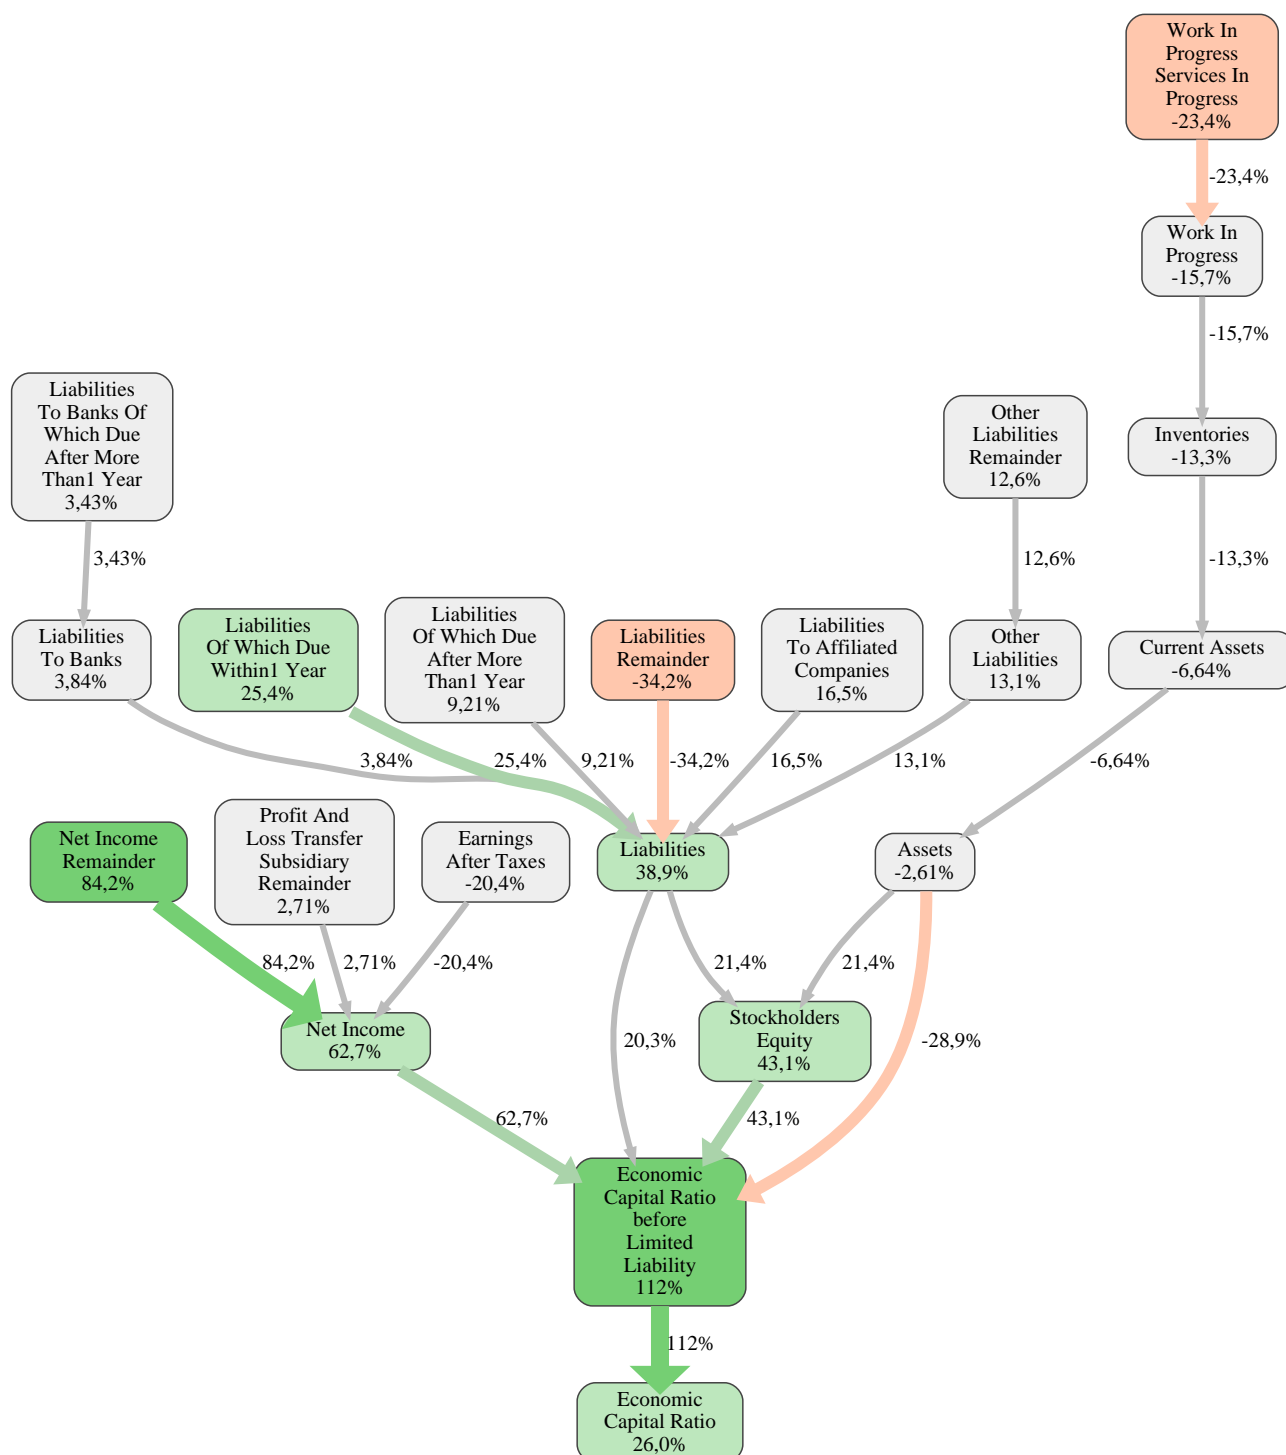 Work In
Progress
Services In
Progress
-23,4%
-23,4%
Work In
Progress
-15,7%
-15,7%
Liabilities
To Banks Of
Which Due
After More
Than1 Year
3,43%
Other
Liabilities
Remainder
12,6%
Inventories
-13,3%
3,43%
12,6%
-13,3%
Liabilities
To Banks
3,84%
Liabilities
Of Which Due
Within1 Year
25,4%
Liabilities
Of Which Due
After More
Than1 Year
9,21%
Liabilities
Remainder
-34,2%
Liabilities
To Affiliated
Companies
16,5%
Other
Liabilities
13,1%
Current Assets
-6,64%
3,84%
25,4%
9,21%
-34,2%
16,5%
13,1%
-6,64%
Net Income
Remainder
84,2%
Profit And
Loss Transfer
Subsidiary
Remainder
2,71%
Earnings
After Taxes
-20,4%
Liabilities
38,9%
Assets
-2,61%
84,2%
2,71%
-20,4%
21,4%
21,4%
Net Income
62,7%
20,3%
Stockholders
Equity
43,1%
-28,9%
62,7%
43,1%
Economic
Capital Ratio
before
Limited
Liability
112%
112%
Economic
Capital Ratio
26,0%